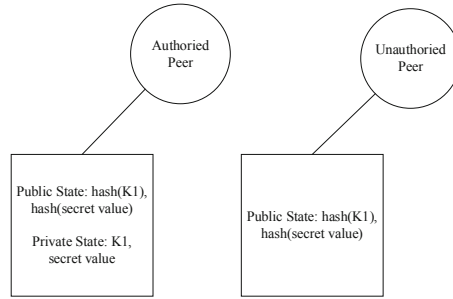 Authoried
Peer
Unauthoried
Peer
Public State: hash(K1),
hash(secret value)
Private State: K1,
secret value
Public State: hash(K1),
hash(secret value)